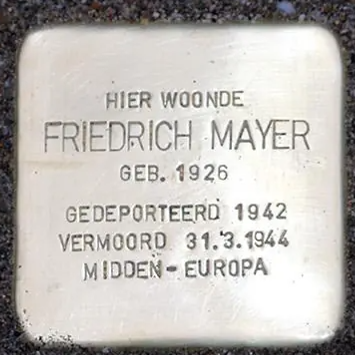 HIER WOONDE
FRIEDRICH MAYER
GEB. 1926
GEDEPORTEERD 1942
VERMOORD 31.3.1944
MIDDEN-EUROPA